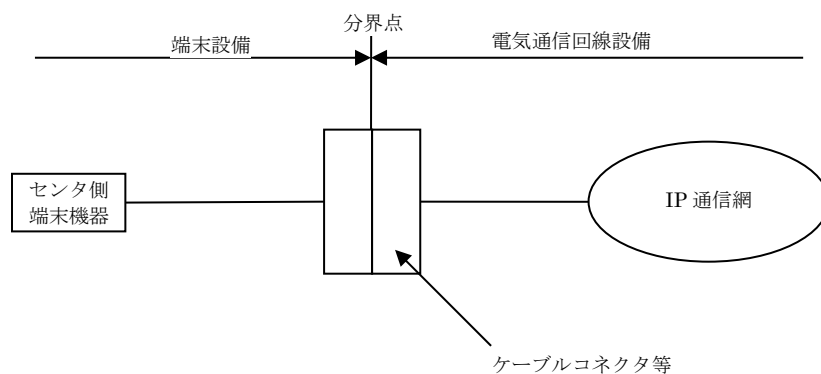 分界点
端末設備
電気通信回線設備
センタ側
端末機器
IP 通信網
ケーブルコネクタ等